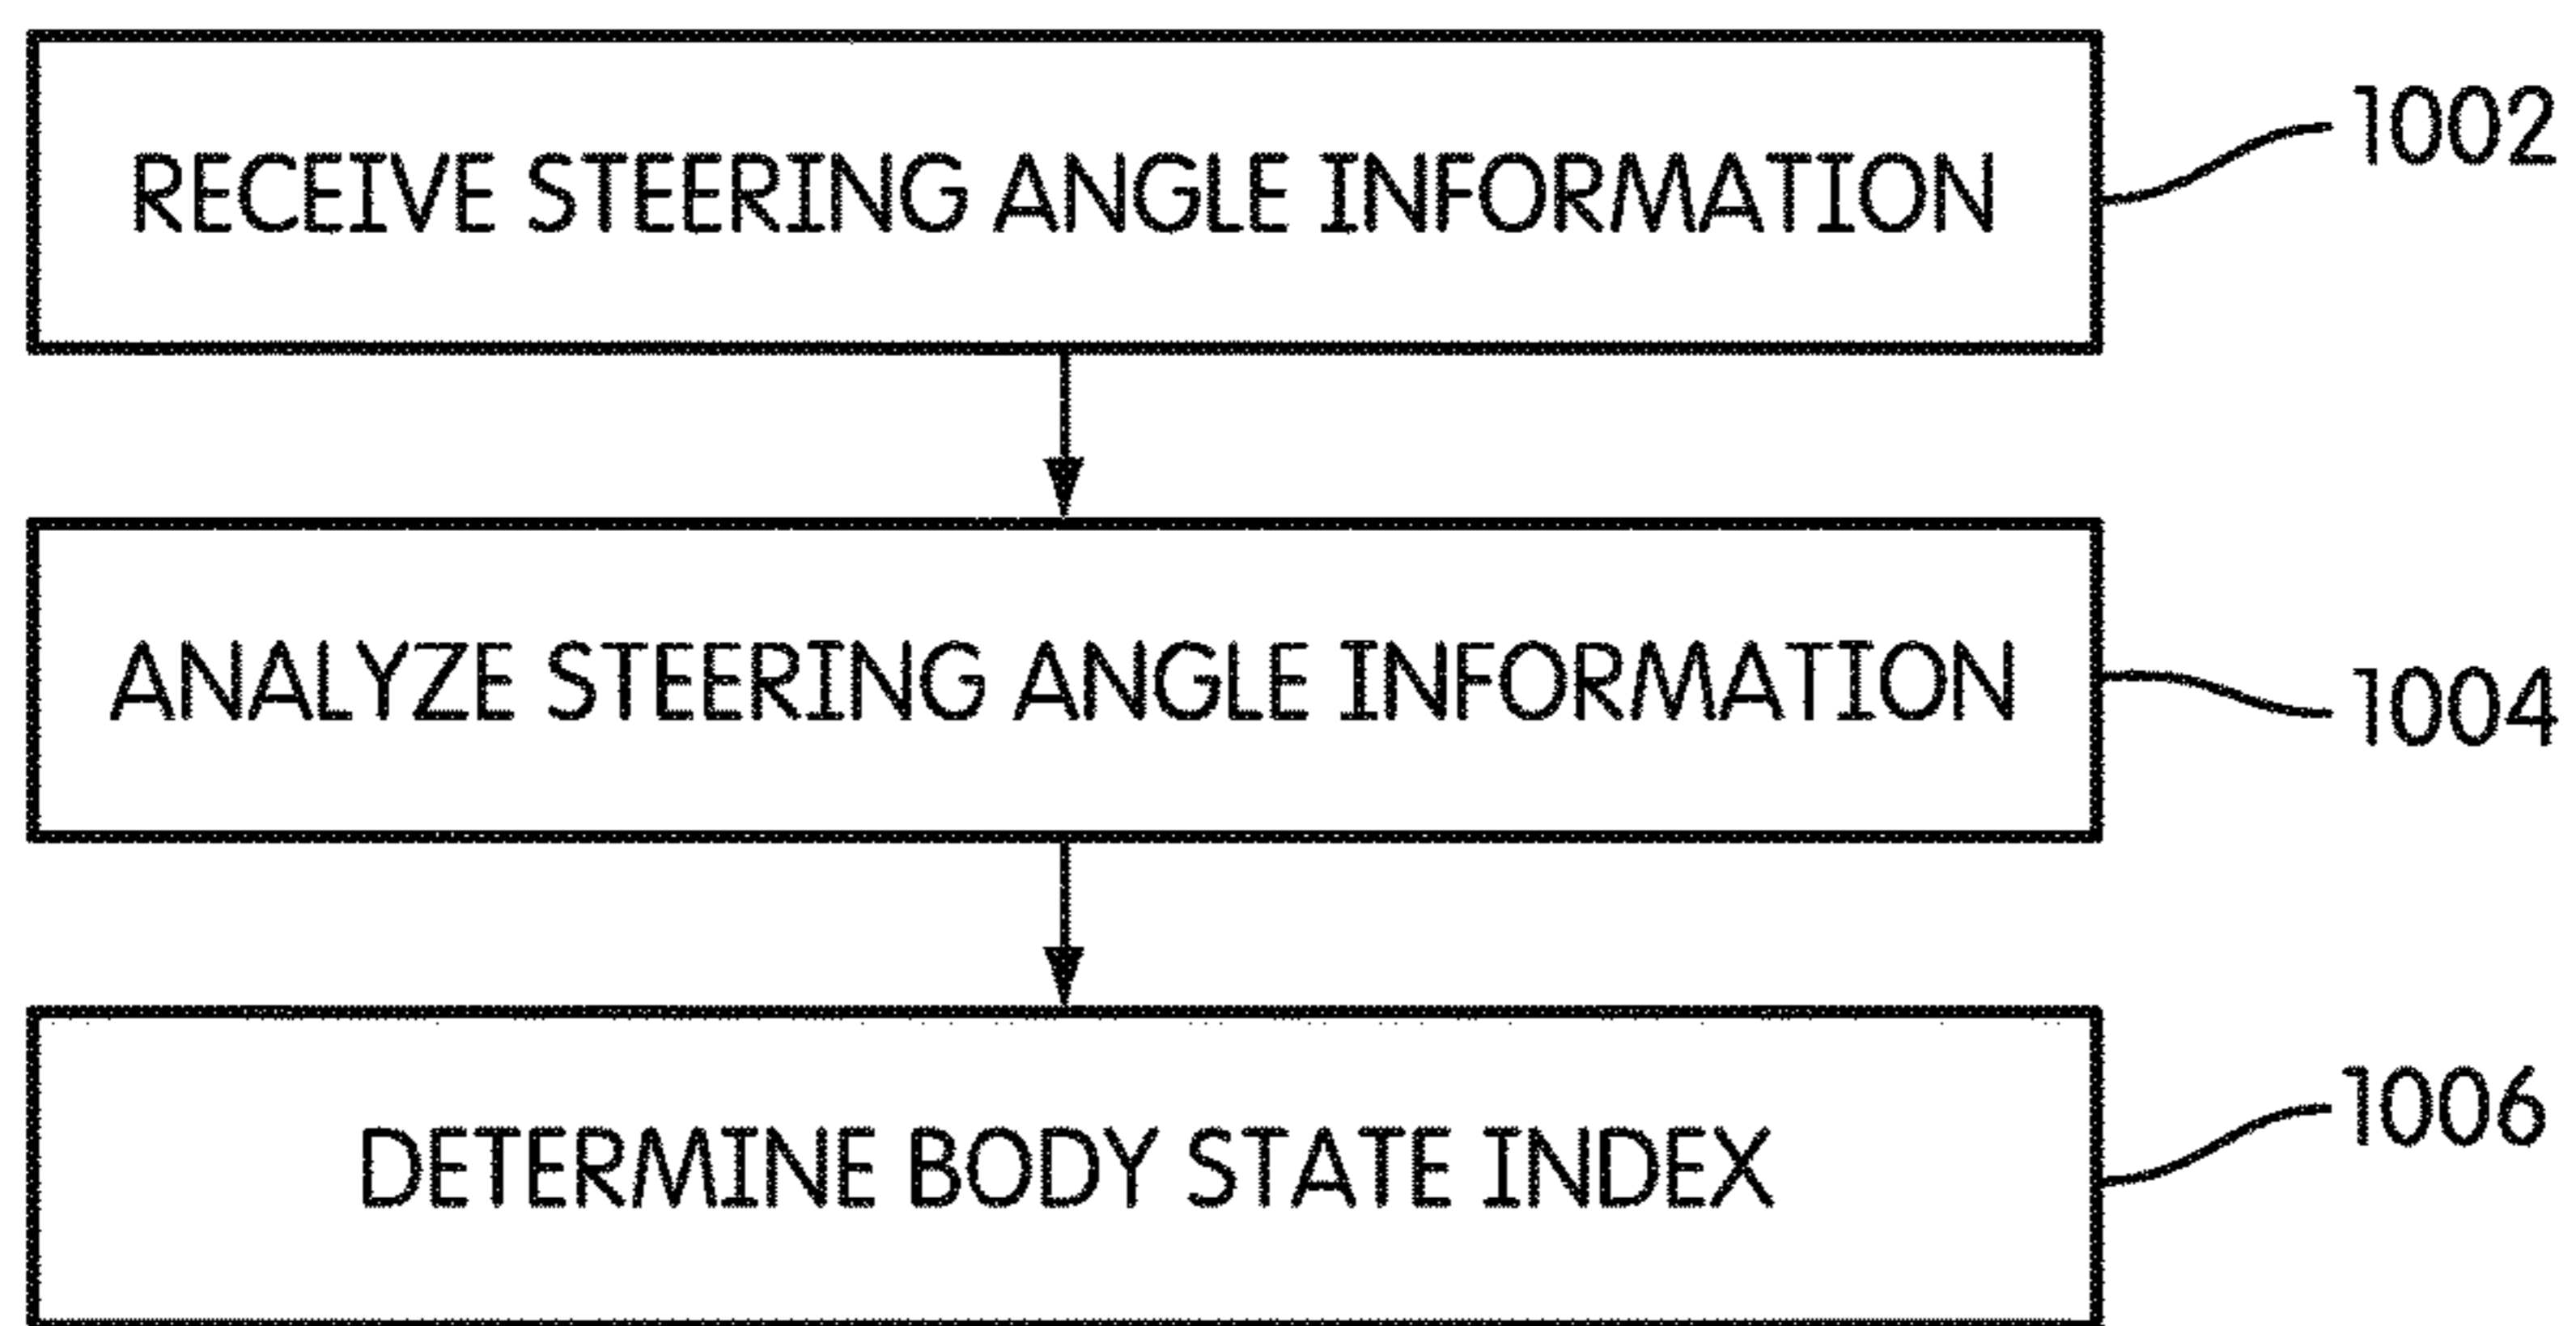 RECEIVE STEERING ANGLE INFORMATION
1002
ANALYZE STEERING ANGLE INFORMATION
1004
DETERMINE BODY STATE INDEX
1006